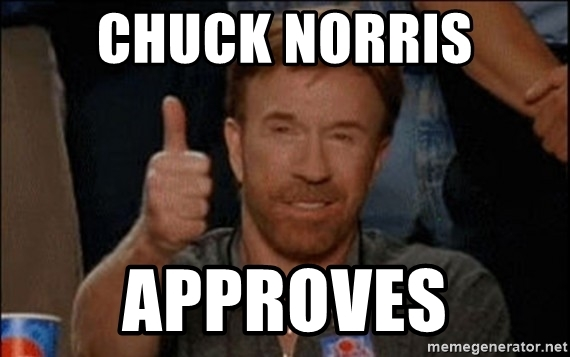 CHUCK NORRIS
APPROVES
memegenerator.net